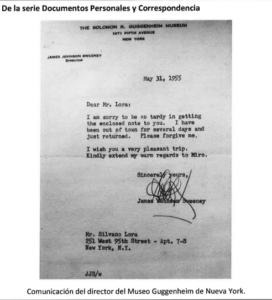 De la serie Documentos Personales y Correspondencia
THE SOLOMON R. GUGGENHEIM MUSEUM
1071 FIFTH AVENUE
NEW YORK
JAMES JOHNSON SWEENEY
Director
May 31, 1955
Dear Mr. Lora:
I am sorry to be so tardy in getting
the enclosed note to you. I have
been out of town for several days and
just returned. Please forgive me.
I wish you a very pleasant trip.
Kindly extend my warm regards to Miro.
Sincerely yours,
James Johnson Sweeney
Mr. Silvano Lora
251 West 95th Street - Apt. 7-8
New York, N.Y.
JJS/w
Comunicación del director del Museo Guggenheim de Nueva York.